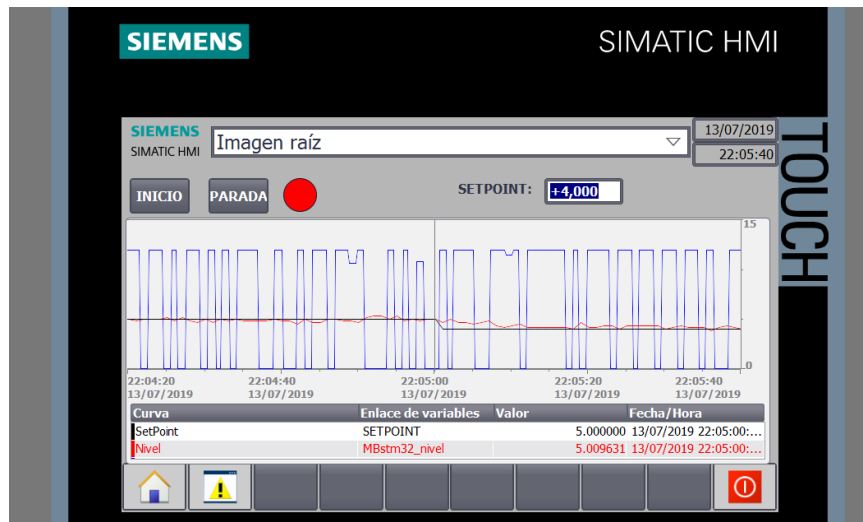 SIEMENS
SIMATIC HMI
TOUCH
SIEMENS
SIMATIC HMI
Imagen raíz
13/07/2019
22:05:40
INICIO
PARADA
SETPOINT:
+4,000
15
0
22:04:20 22:04:40 22:05:00 22:05:20 22:05:40
13/07/2019 13/07/2019 13/07/2019 13/07/2019 13/07/2019
Curva Enlace de variables Valor Fecha/Hora
SetPoint SETPOINT 5.000000 13/07/2019 22:05:00:...
Nivel MBstm32_nivel 5.009631 13/07/2019 22:05:00:...